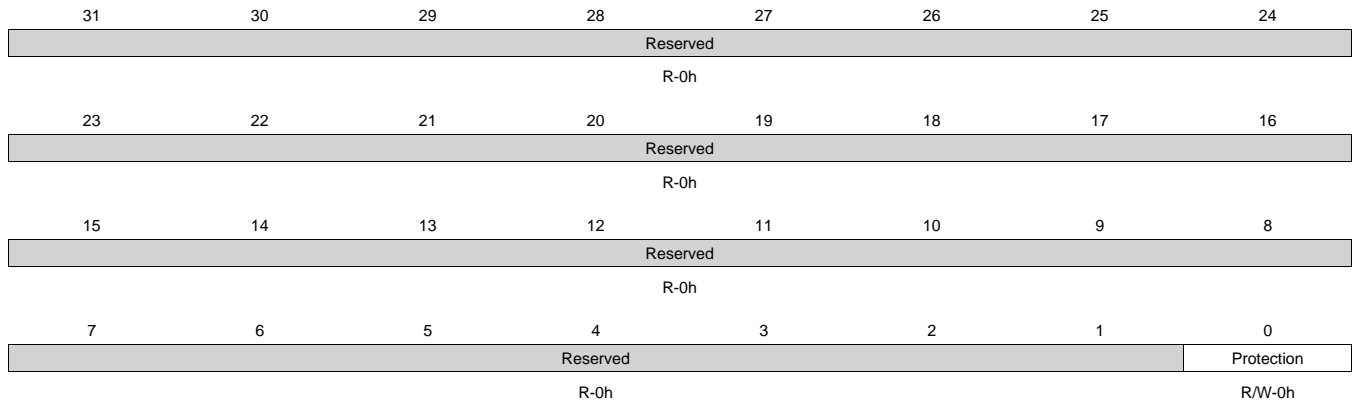 31 30 29 28 27 26 25 24
Reserved
R-0h
23 22 21 20 19 18 17 16
Reserved
R-0h
15 14 13 12 11 10 9 8
Reserved
R-0h
7 6 5 4 3 2 1 0
Reserved Protection
R-0h R/W-0h